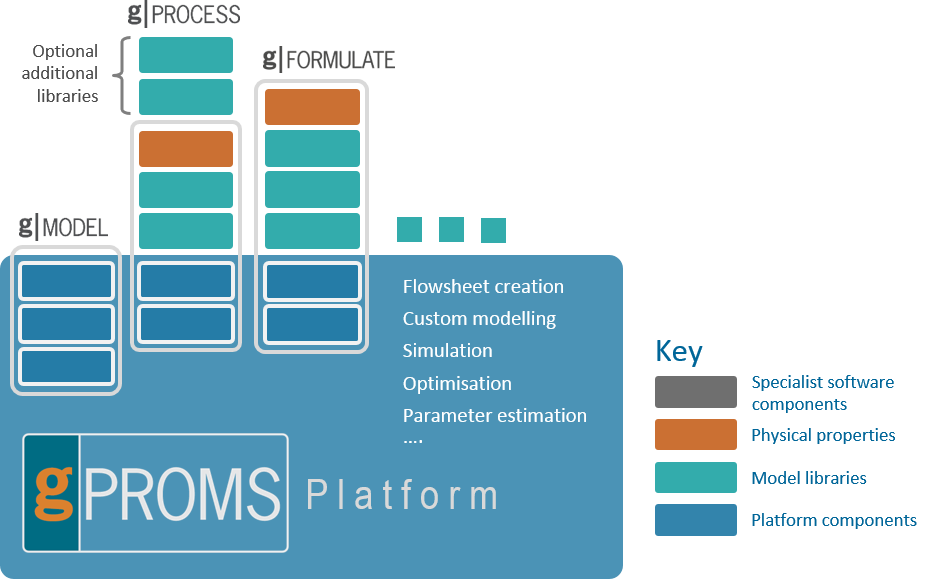 g|PROCESS
Optional
additional
libraries
g|FORMULATE
g|MODEL
Flowsheet creation
Custom modelling
Simulation
Optimisation
Parameter estimation
....
gPROMS Platform
Key
Specialist software
components
Physical properties
Model libraries
Platform components